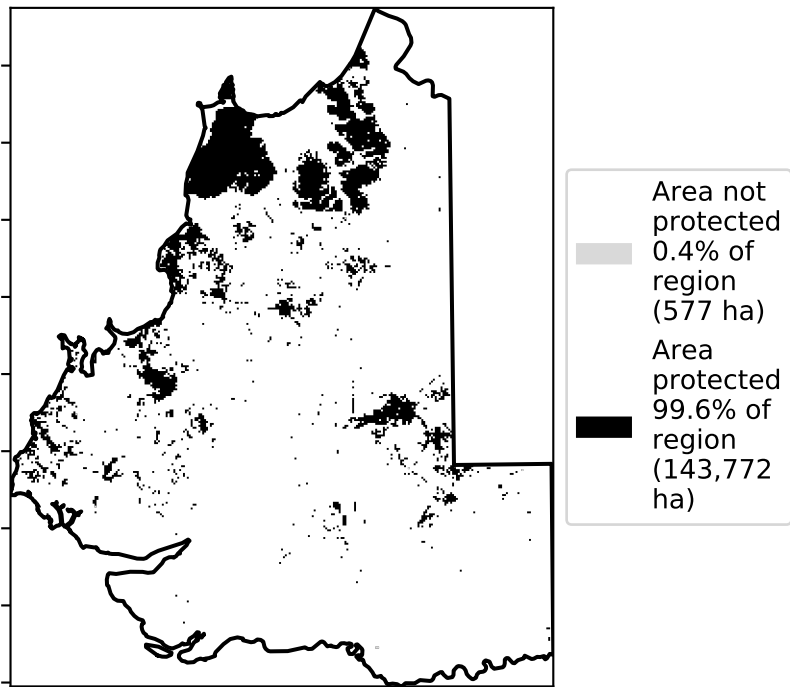 Area not
protected
0.4% of
region
(577 ha)
Area
protected
99.6% of
region
(143,772
ha)